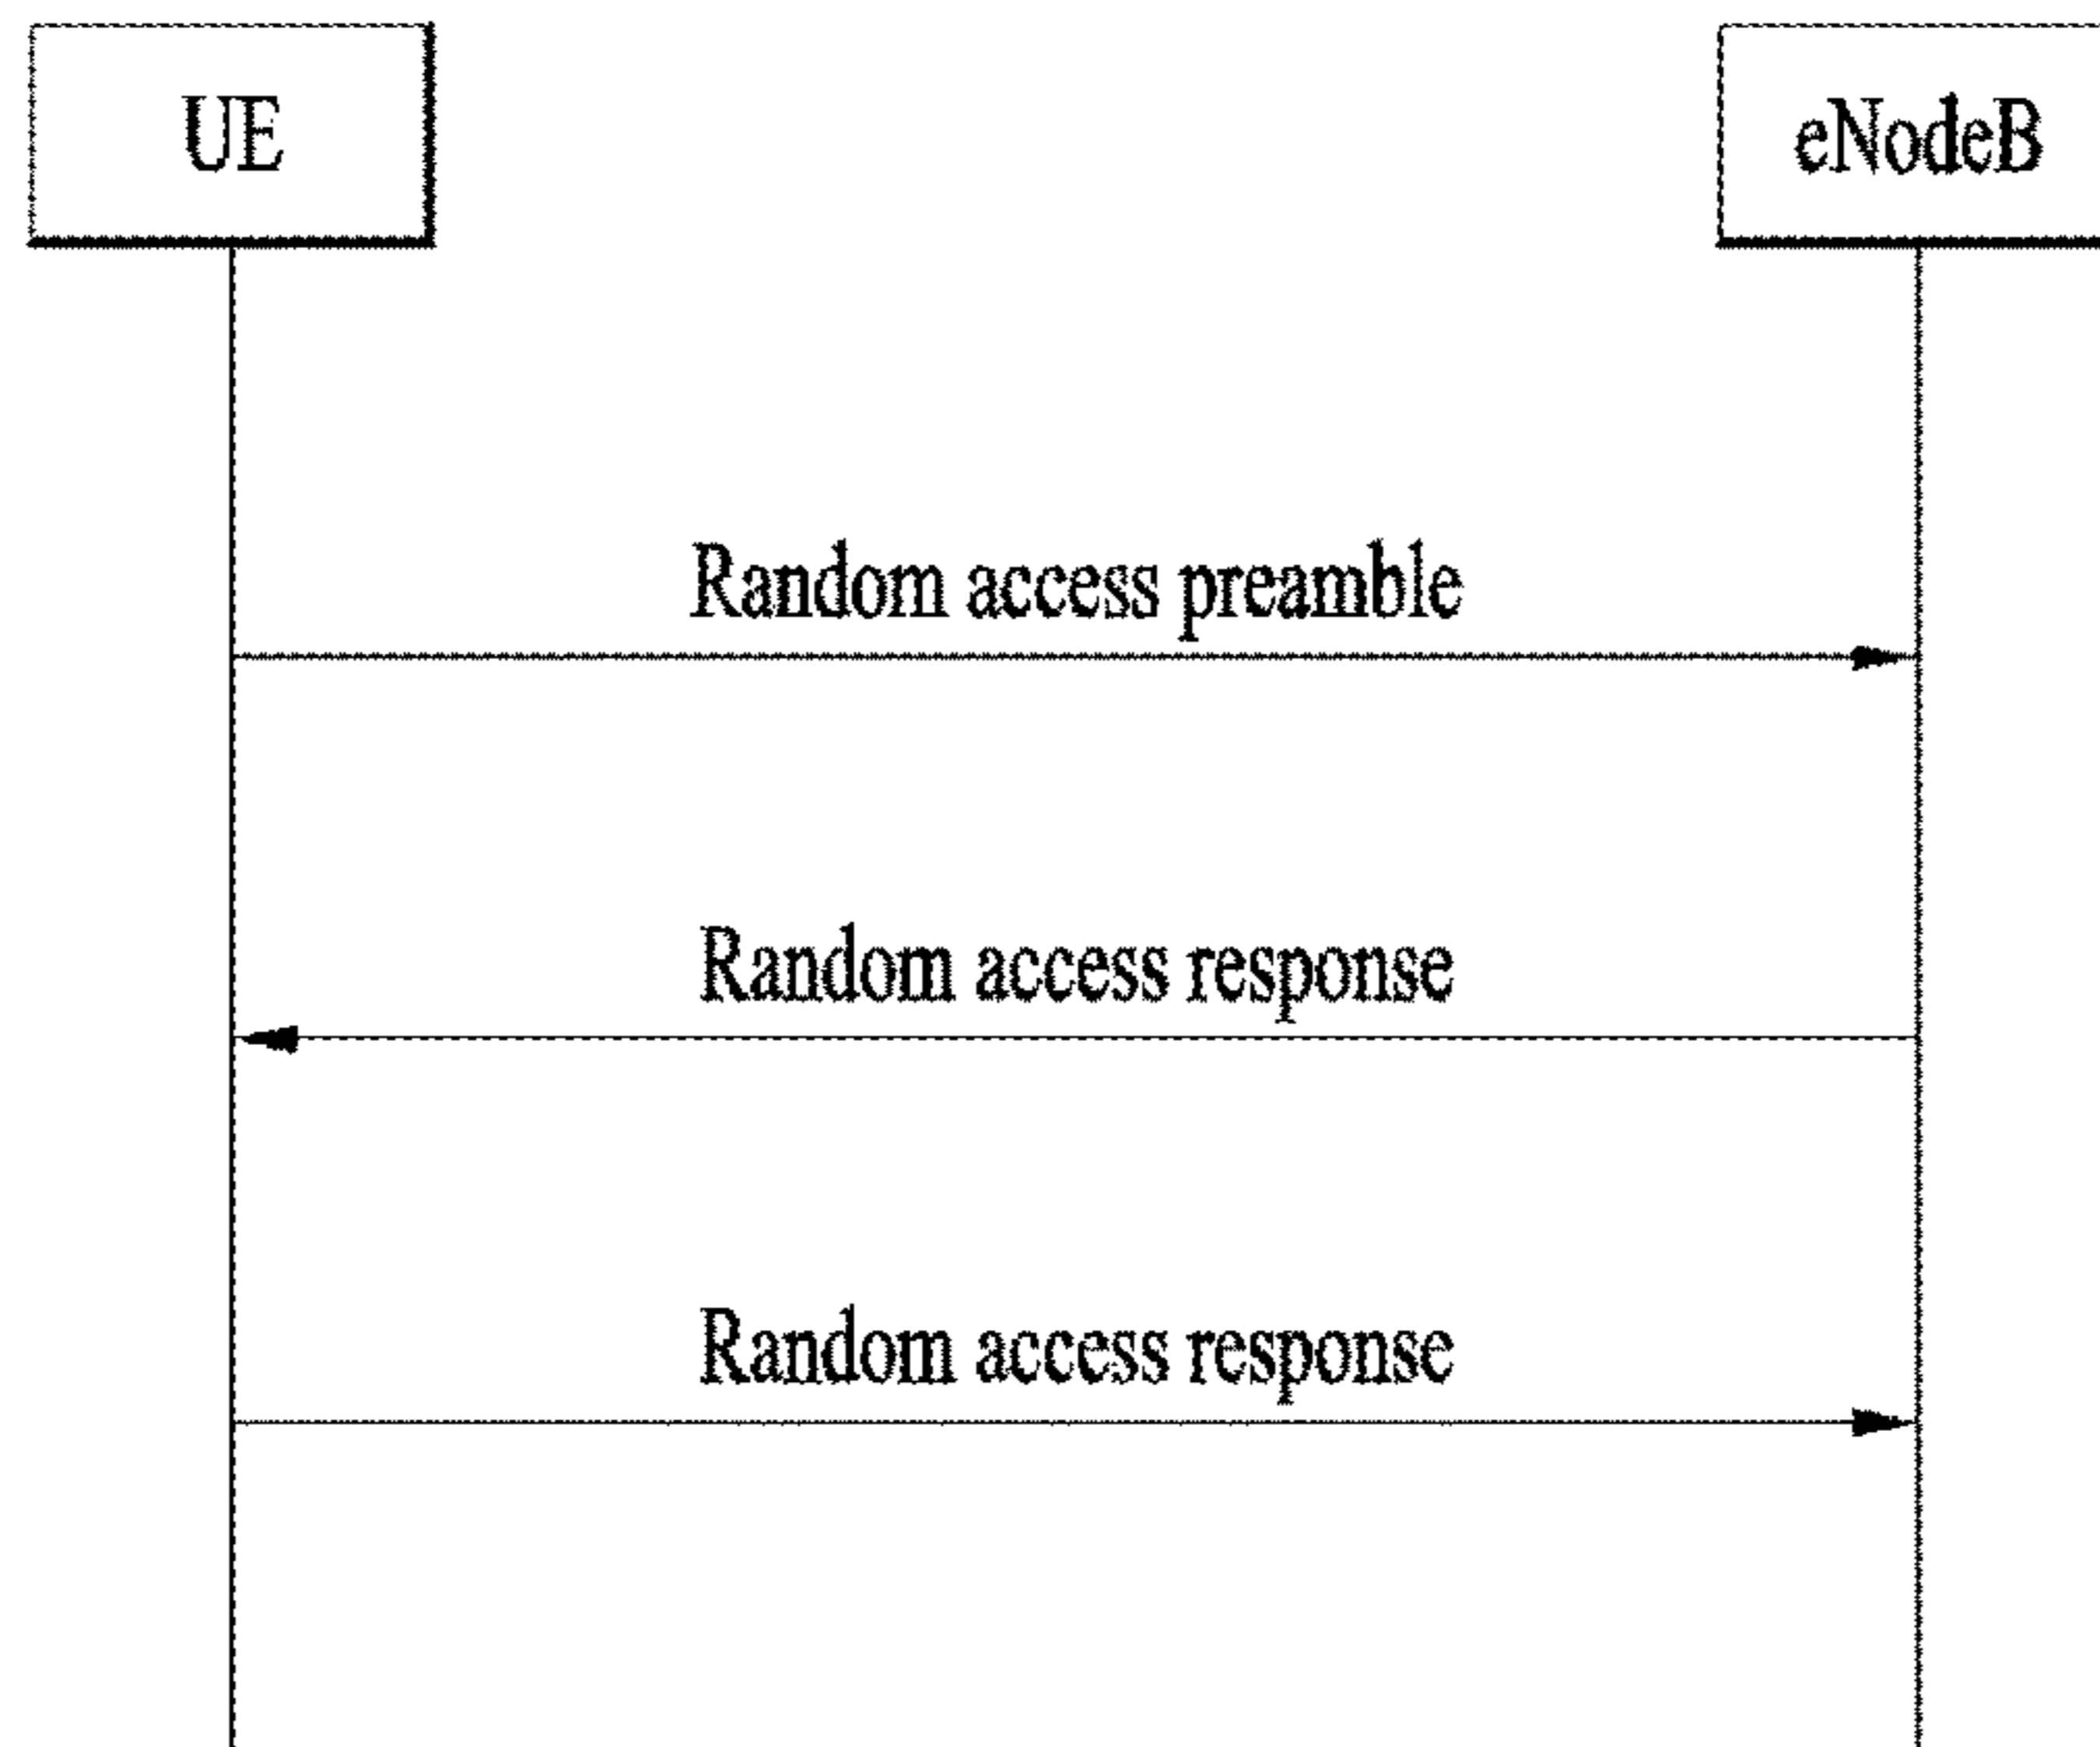 UE
eNodeB
Random access preamble
Random access response
Random access response